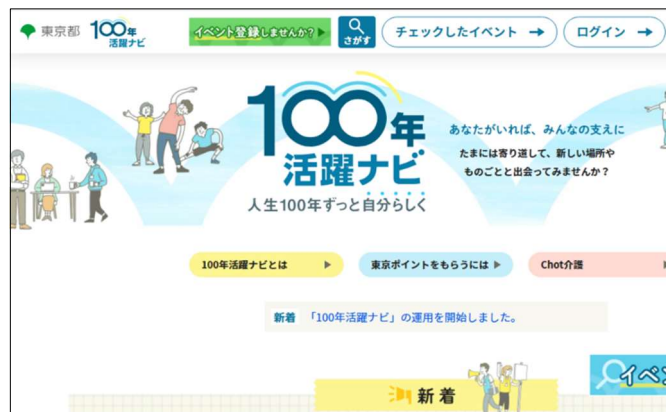 東京都
100年
活躍ナビ
イベント登録しませんか?▶
さがす
チェックしたイベント →
ログイン →
100年
活躍ナビ
人生100年ずっと自分らしく
あなたがいれば、みんなの支えに
たまには寄り道して、新しい場所や
ものごとと出会ってみませんか？
100年活躍ナビとは ▶
東京ポイントをもらうには ▶
Chot介護
新着 「100年活躍ナビ」の運用を開始しました。
新着
イベン